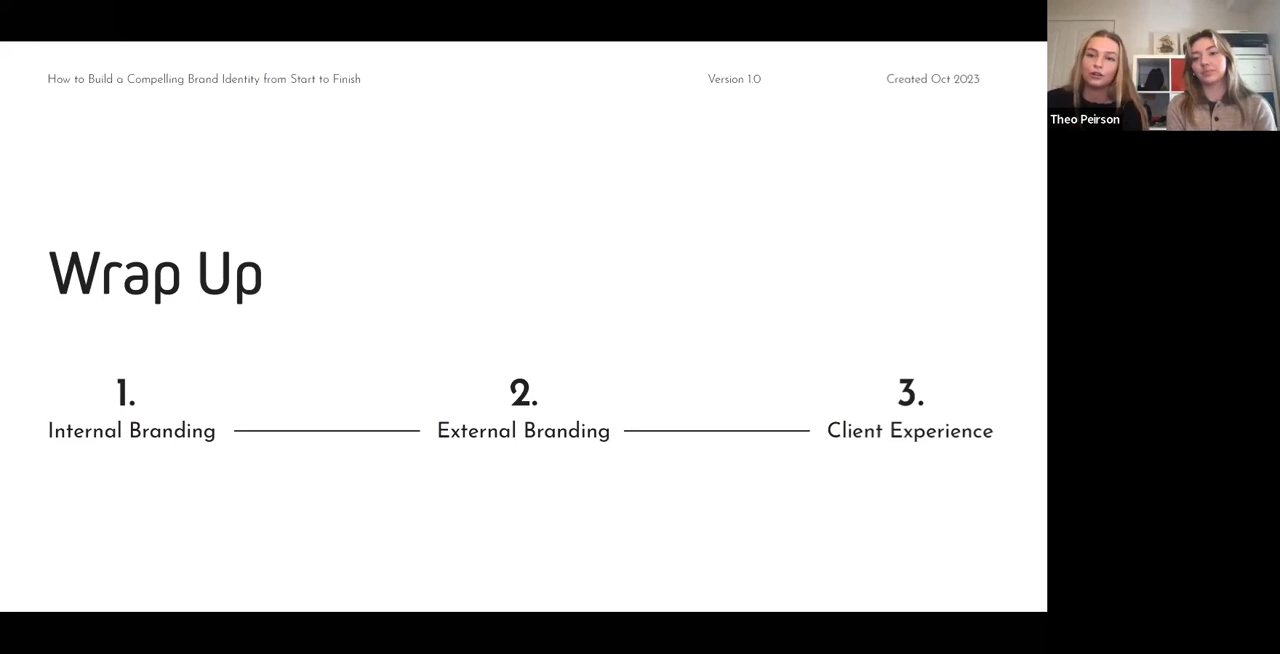 How to Build a Compelling Brand Identity from Start to Finish
Version 1.0
Created Oct 2023
Theo Peirson
Wrap Up
1.
Internal Branding
2.
External Branding
3.
Client Experience